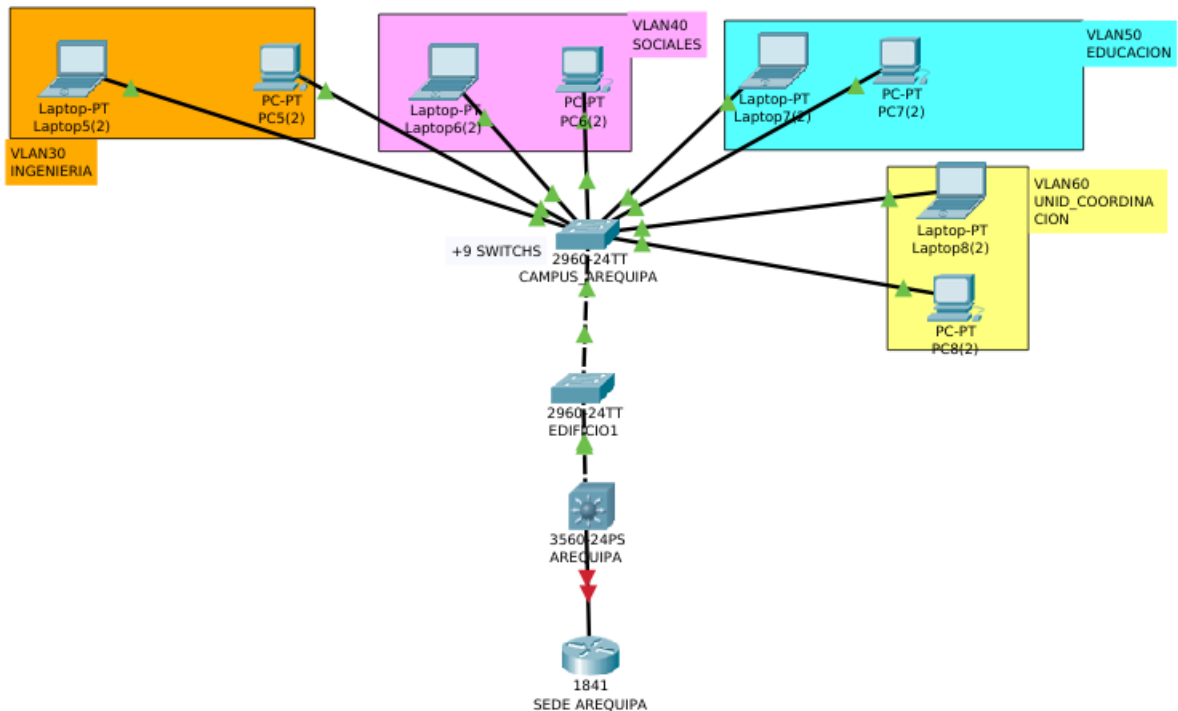 VLAN40
SOCIALES
VLAN50
EDUCACION
Laptop-PT
Laptop5(2)
PC-PT
PC5(2)
Laptop-PT
Laptop6(2)
PC-PT
PC6(2)
Laptop-PT
Laptop7(2)
PC-PT
PC7(2)
VLAN30
INGENIERIA
VLAN60
UNID_COORDINA
CION
Laptop-PT
Laptop8(2)
+9 SWITCHS
2960-24TT
CAMPUS_AREQUIPA
PC-PT
PC8(2)
2960-24TT
EDIFICIO1
3560-24PS
AREQUIPA
1841
SEDE AREQUIPA